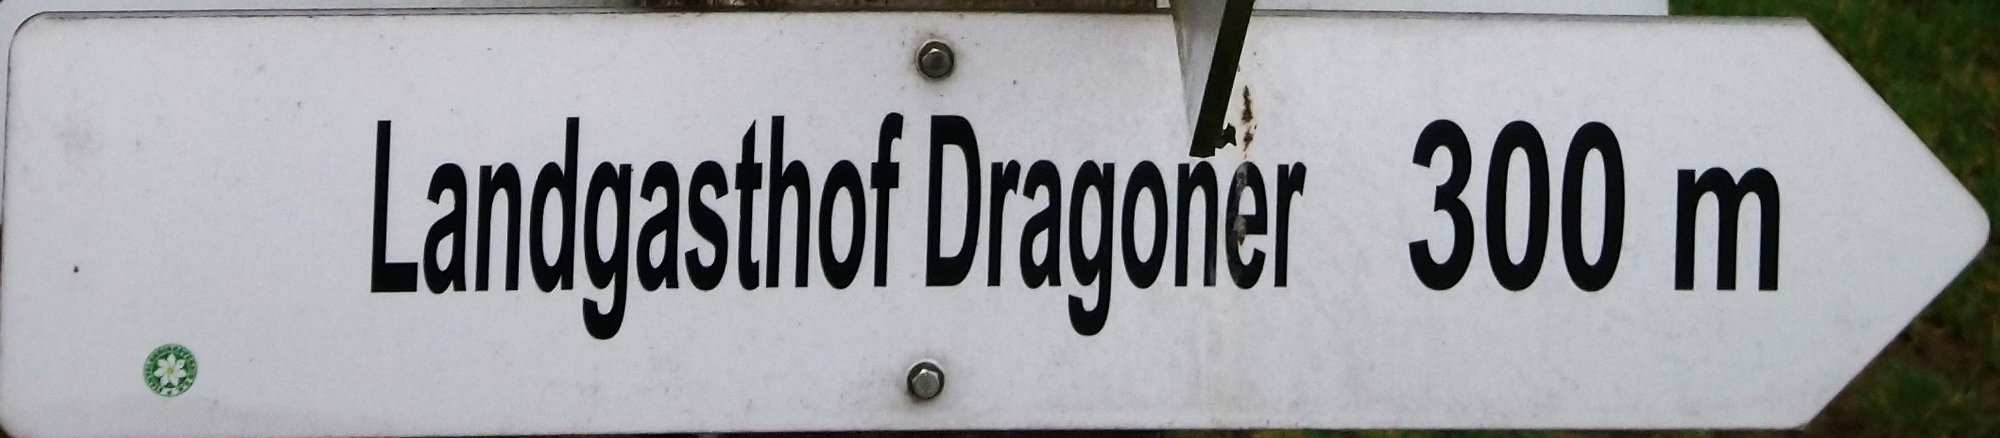 Landgasthof Dragoner 300 m